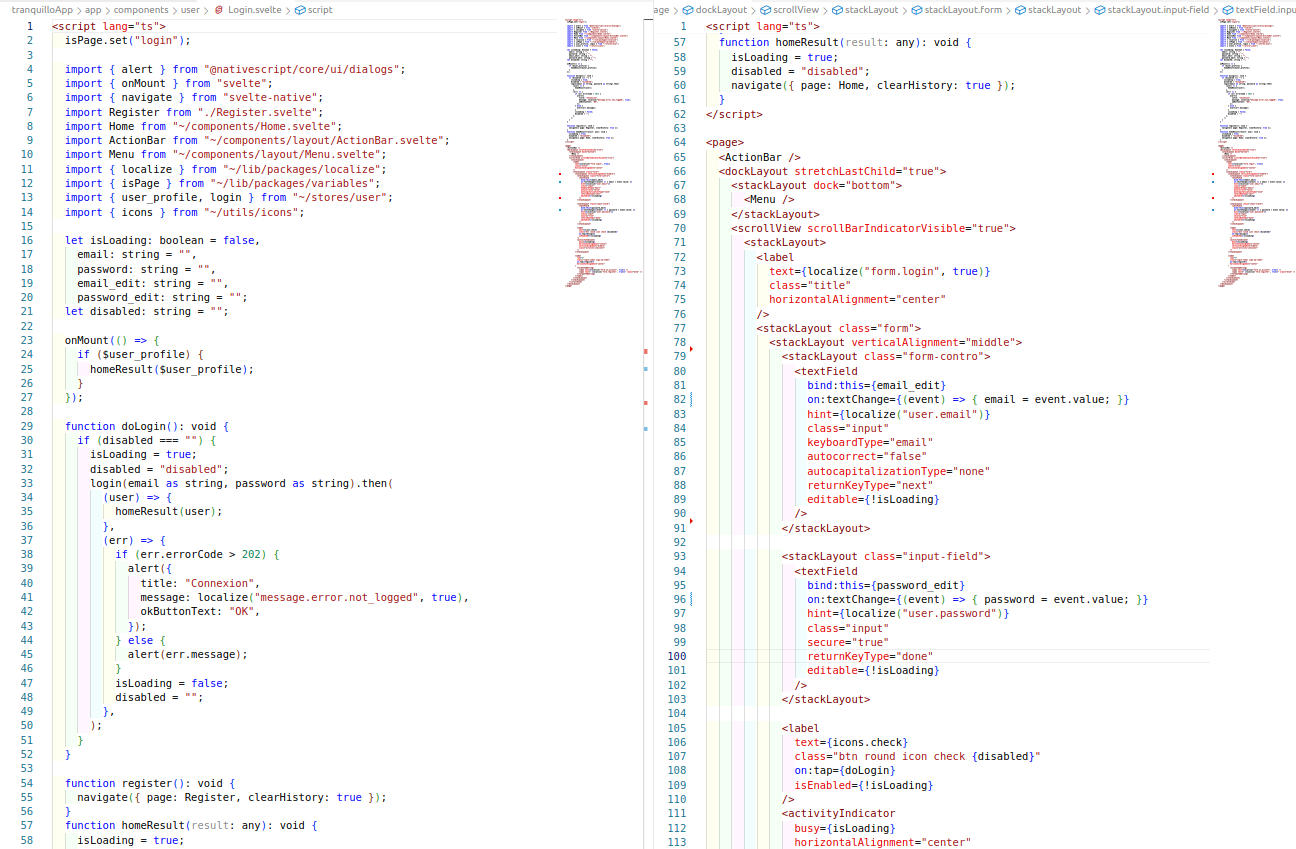 tranquilloApp > app > components > user > Login.svelte > script
1 <script lang="ts">
2 isPage.set("login");
3
4 import { alert } from "@nativescript/core/ui/dialogs";
5 import { onMount } from "svelte";
6 import { navigate } from "svelte-native";
7 import Register from "./Register.svelte";
8 import Home from "~/components/Home.svelte";
9 import ActionBar from "~/components/layout/ActionBar.svelte";
10 import Menu from "~/components/layout/Menu.svelte";
11 import { localize } from "~/lib/packages/localize";
12 import { isPage } from "~/lib/packages/variables";
13 import { user_profile, login } from "~/stores/user";
14 import { icons } from "~/utils/icons";
15
16 let isLoading: boolean = false,
17 email: string = "",
18 password: string = "",
19 email_edit: string = "",
20 password_edit: string = "";
21 let disabled: string = "";
22
23 onMount(() => {
24 if ($user_profile) {
25 homeResult($user_profile);
26 }
27 });
28
29 function doLogin(): void {
30 if (disabled === "") {
31 isLoading = true;
32 disabled = "disabled";
33 login(email as string, password as string).then(
34 (user) => {
35 homeResult(user);
36 },
37 (err) => {
38 if (err.errorCode > 202) {
39 alert({
40 title: "Connexion",
41 message: localize("message.error.not_logged", true),
42 okButtonText: "OK",
43 });
44 } else {
45 alert(err.message);
46 }
47 isLoading = false;
48 disabled = "";
49 },
50 );
51 }
52 }
53
54 function register(): void {
55 navigate({ page: Register, clearHistory: true });
56 }
57 function homeResult(result: any): void {
58 isLoading = true;
age > dockLayout > scrollView > stackLayout > stackLayout.form > stackLayout > stackLayout.input-field > textField.inpu
1 <script lang="ts">
57 function homeResult(result: any): void {
58 isLoading = true;
59 disabled = "disabled";
60 navigate({ page: Home, clearHistory: true });
61 }
62 </script>
63
64 <page>
65 <ActionBar />
66 <dockLayout stretchLastChild="true">
67 <stackLayout dock="bottom">
68 <Menu />
69 </stackLayout>
70 <scrollView scrollBarIndicatorVisible="true">
71 <stackLayout>
72 <label
73 text={localize("form.login", true)}
74 class="title"
75 horizontalAlignment="center"
76 />
77 <stackLayout class="form">
78 <stackLayout verticalAlignment="middle">
79 <stackLayout class="form-contro">
80 <textField
81 bind:this={email_edit}
82 on:textChange={(event) => { email = event.value; }}
83 hint={localize("user.email")}
84 class="input"
85 keyboardType="email"
86 autocorrect="false"
87 autocapitalizationType="none"
88 returnKeyType="next"
89 editable={!isLoading}
90 />
91 </stackLayout>
92
93 <stackLayout class="input-field">
94 <textField
95 bind:this={password_edit}
96 on:textChange={(event) => { password = event.value; }}
97 hint={localize("user.password")}
98 class="input"
99 secure="true"
100 returnKeyType="done"
101 editable={!isLoading}
102 />
103 </stackLayout>
104
105 <label
106 text={icons.check}
107 class="btn round icon check {disabled}"
108 on:tap={doLogin}
109 isEnabled={!isLoading}
110 />
111 <activityIndicator
112 busy={isLoading}
113 horizontalAlignment="center"